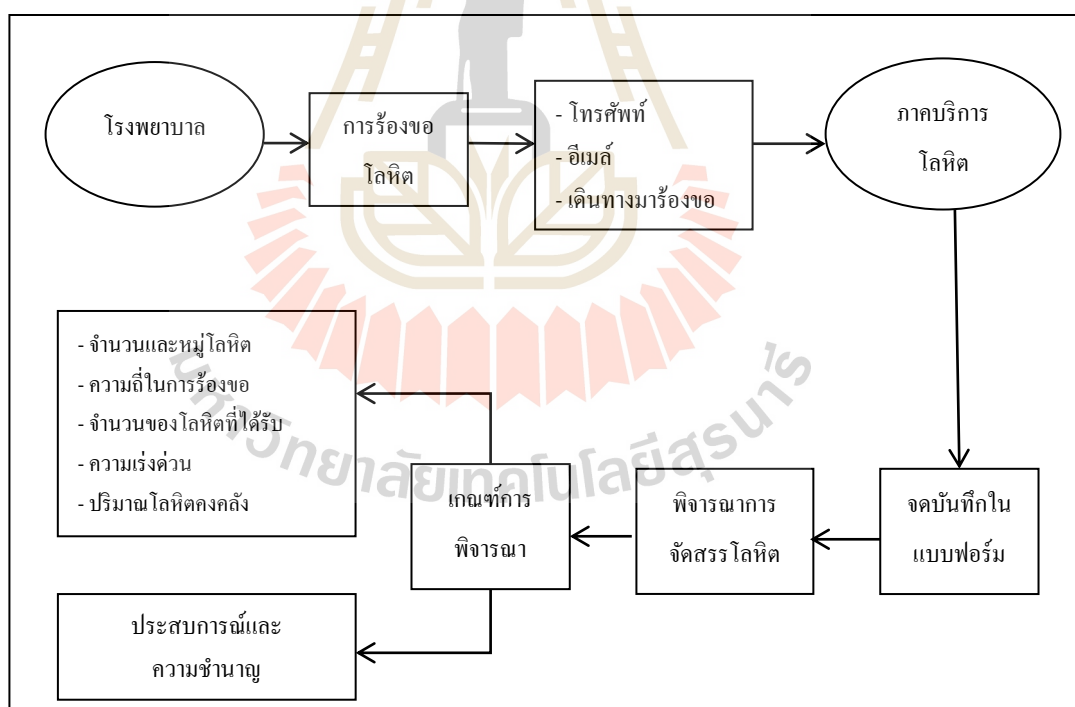 โรงพยาบาล
การร้องขอ
โลหิต
- โทรศัพท์
- อีเมล์
- เดินทางมาร้องขอ
ภาคบริการ
โลหิต
จดบันทึกใน
แบบฟอร์ม
พิจารณาการ
จัดสรรโลหิต
เกณฑ์การ
พิจารณา
- จำนวนและหมู่โลหิต
- ความถี่ในการร้องขอ
- จำนวนของโลหิตที่ได้รับ
- ความเร่งด่วน
- ปริมาณโลหิตคงคลัง
ประสบการณ์และ
ความชำนาญ
มหาวิทยาลัยเทคโนโลยีสุรนารี